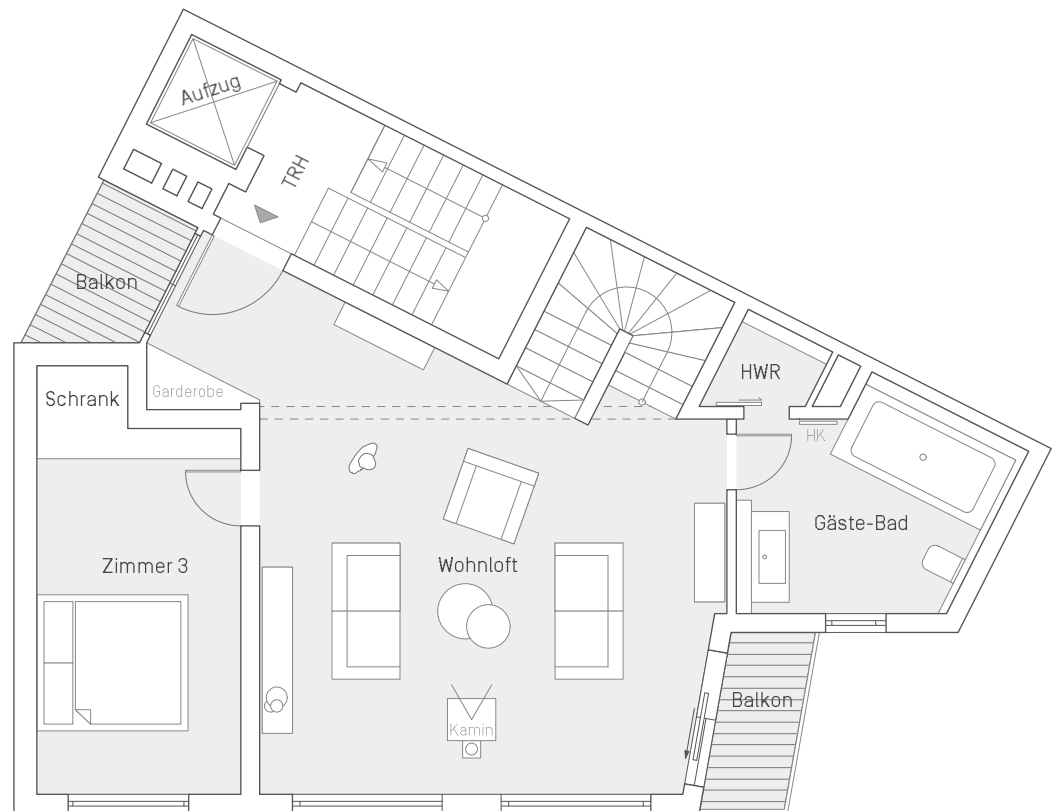 Aufzug
TRH
Balkon
HWR
Schrank
Garderobe
HK
Gäste-Bad
Zimmer 3
Wohnloft
Balkon
Kamin